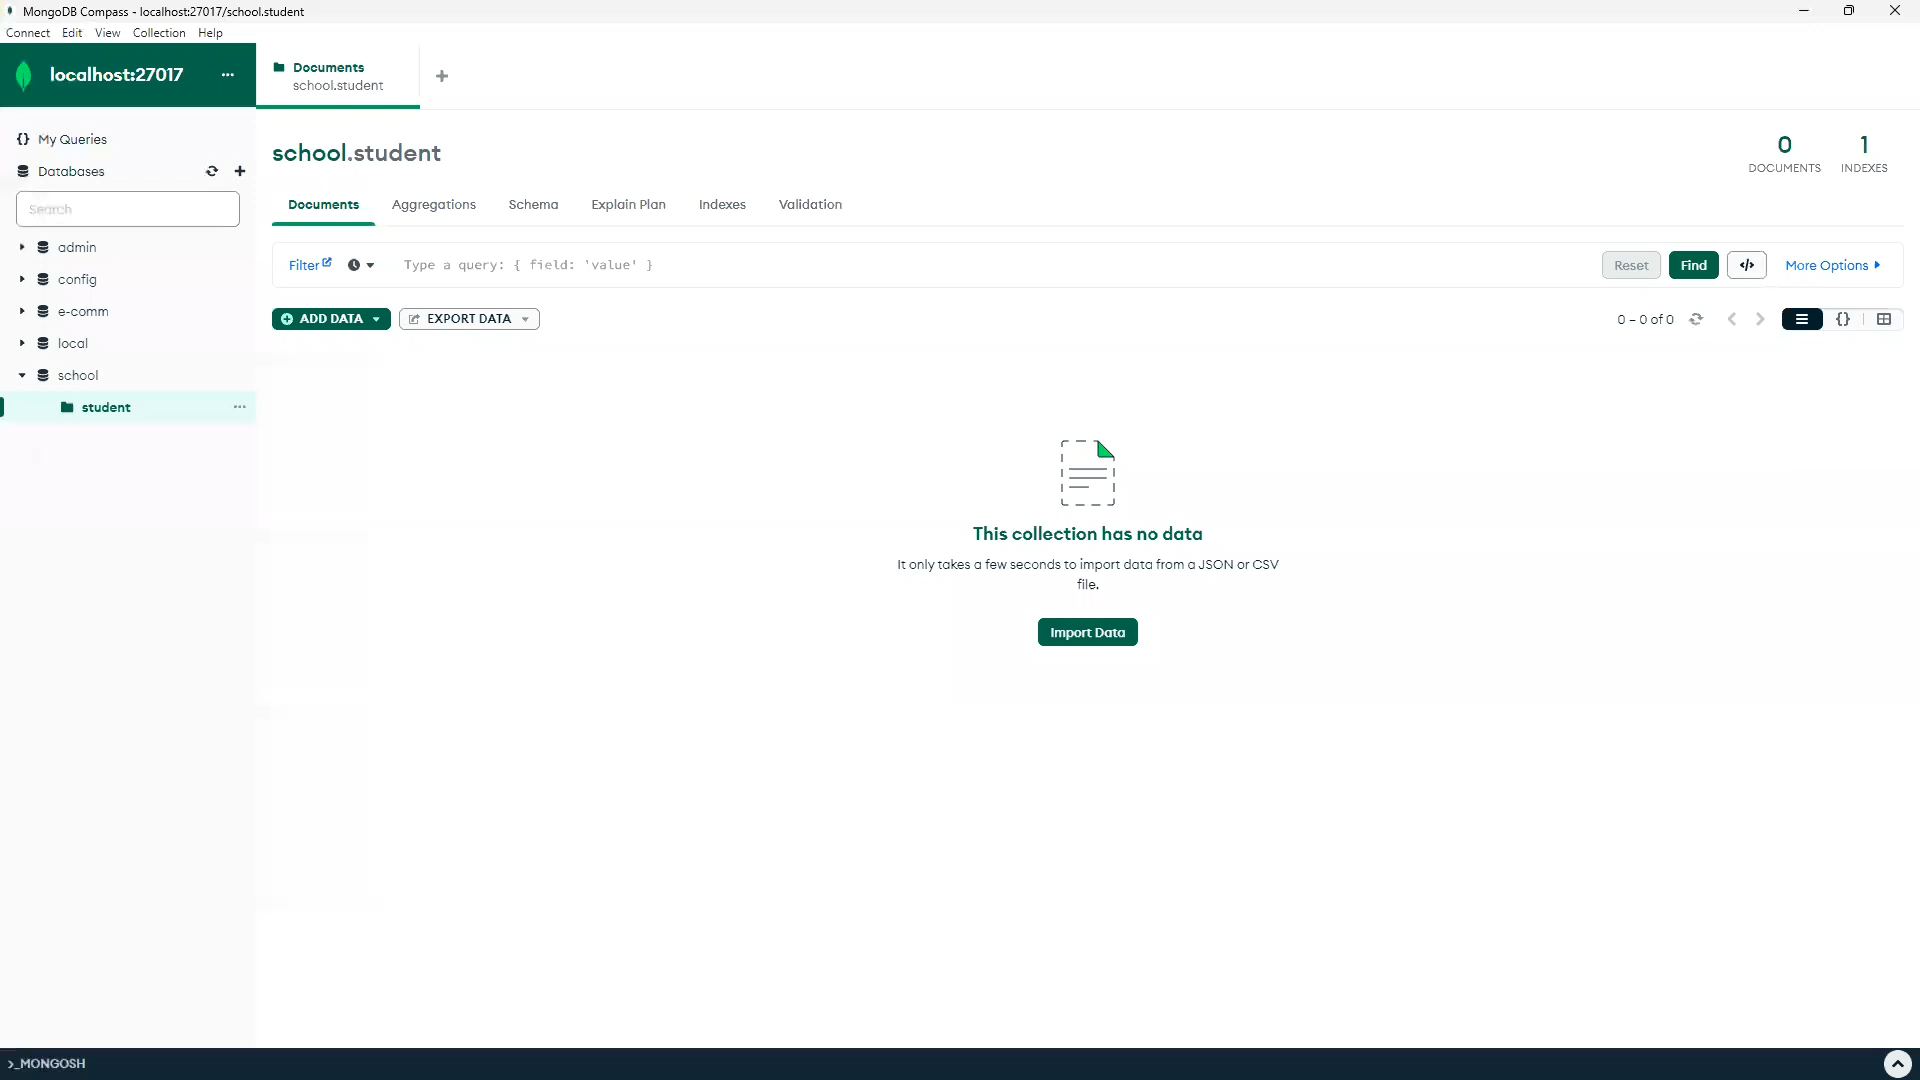 MongoDB Compass - localhost:27017/school.student
Connect Edit View Collection Help
localhost:27017 ...
Documents
school.student
+
{} My Queries
Databases
Search
admin
config
e-comm
local
school
student ...
school.student
0
DOCUMENTS
1
INDEXES
Documents Aggregations Schema Explain Plan Indexes Validation
Filter Type a query: { field: 'value' } Reset Find </> More Options
ADD DATA EXPORT DATA 0 – 0 of 0 {}
This collection has no data
It only takes a few seconds to import data from a JSON or CSV
file.
Import Data
>_MONGOSH